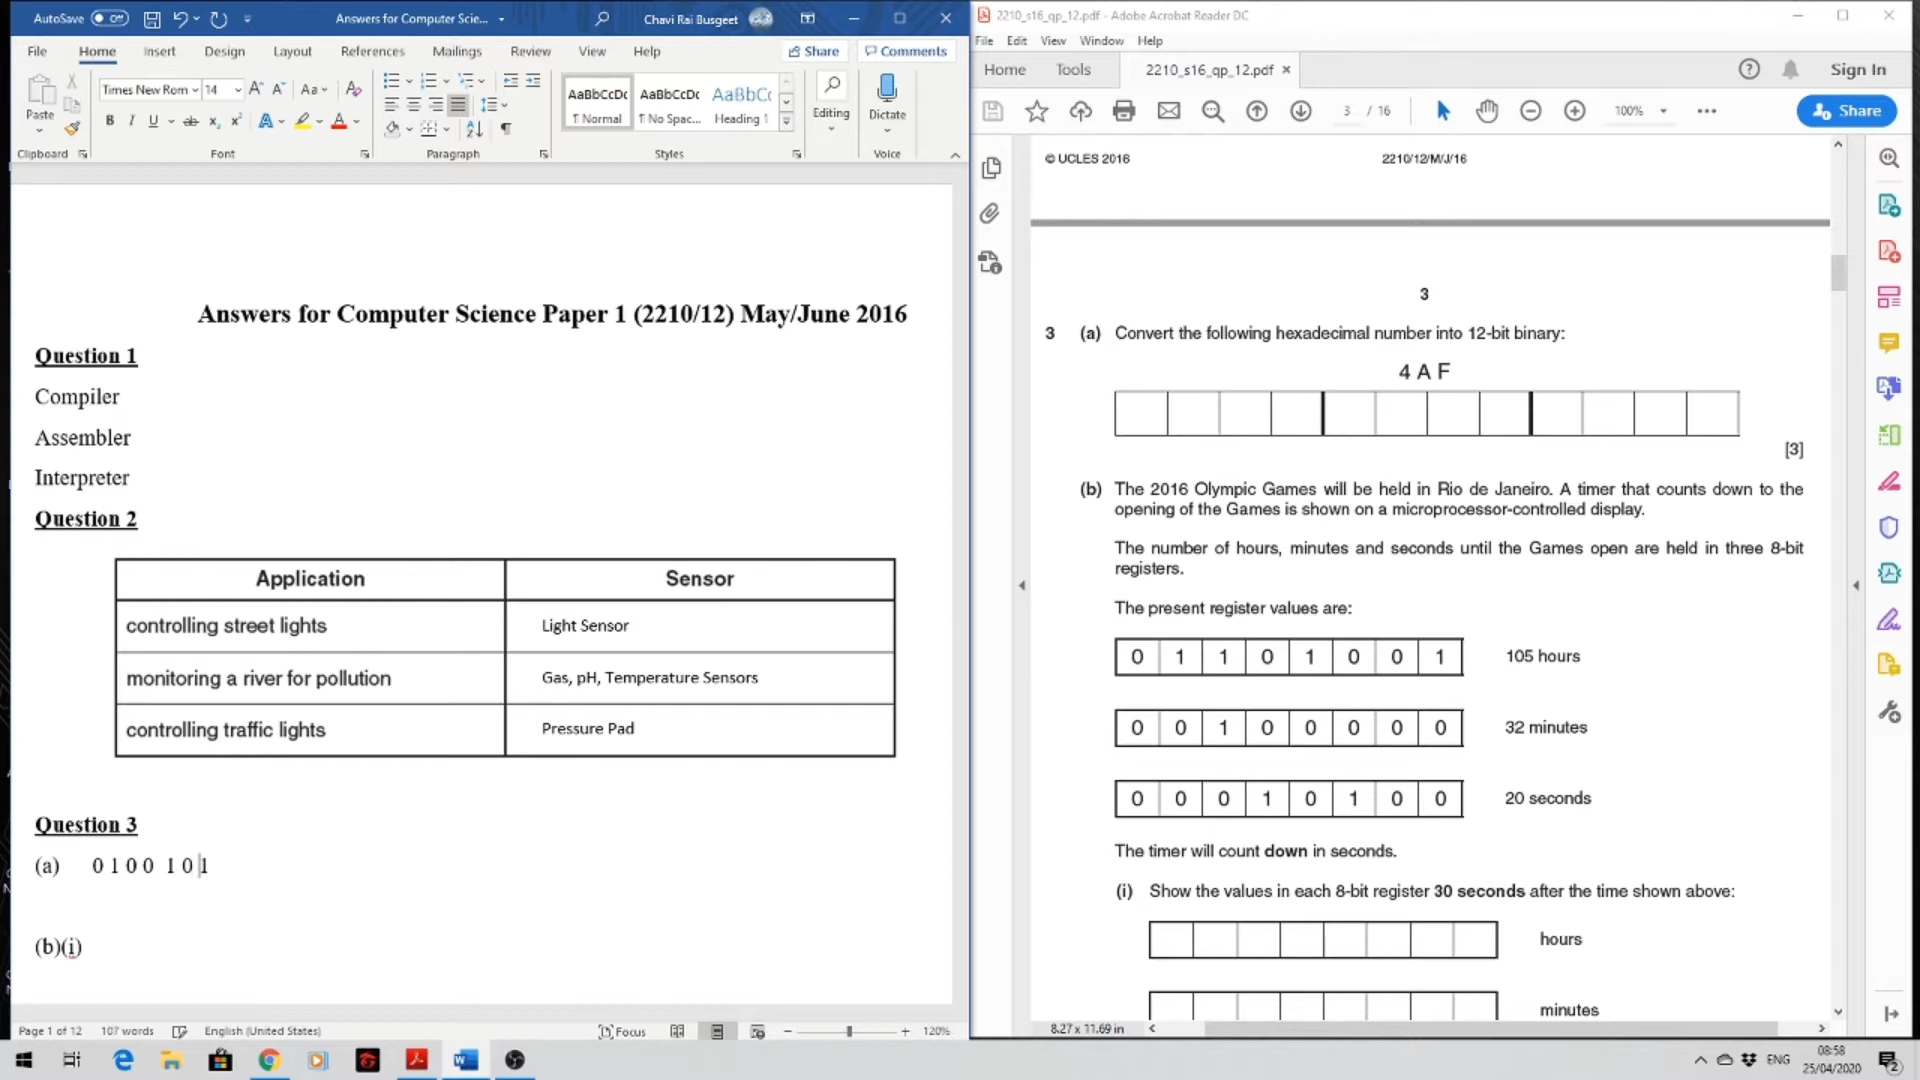 AutoSave Off Answers for Computer Scie... Chavi Rai Busgeet
File Home Insert Design Layout References Mailings Review View Help Share Comments
Paste Times New Rom 14 Aa AaBbCcDc AaBbCcDc AaBbCc Editing Dictate
B I U ab x₂ x² A A ¶ Normal ¶ No Spac... Heading 1
Clipboard Font Paragraph Styles Voice
Answers for Computer Science Paper 1 (2210/12) May/June 2016
Question 1
Compiler
Assembler
Interpreter
Question 2
Application Sensor
controlling street lights Light Sensor
monitoring a river for pollution Gas, pH, Temperature Sensors
controlling traffic lights Pressure Pad
Question 3
(a) 0 1 0 0 1 0 1
(b)(i)
Page 1 of 12 107 words English (United States) Focus 120%
2210_s16_qp_12.pdf - Adobe Acrobat Reader DC
File Edit View Window Help
Home Tools 2210_s16_qp_12.pdf Sign In
3 / 16 100% Share
© UCLES 2016 2210/12/M/J/16
3
3 (a) Convert the following hexadecimal number into 12-bit binary:
4 A F
[3]
(b) The 2016 Olympic Games will be held in Rio de Janeiro. A timer that counts down to the
opening of the Games is shown on a microprocessor-controlled display.
The number of hours, minutes and seconds until the Games open are held in three 8-bit
registers.
The present register values are:
0 1 1 0 1 0 0 1 105 hours
0 0 1 0 0 0 0 0 32 minutes
0 0 0 1 0 1 0 0 20 seconds
The timer will count down in seconds.
(i) Show the values in each 8-bit register 30 seconds after the time shown above:
hours
minutes
8.27 x 11.69 in
ENG 08:58
25/04/2020 2